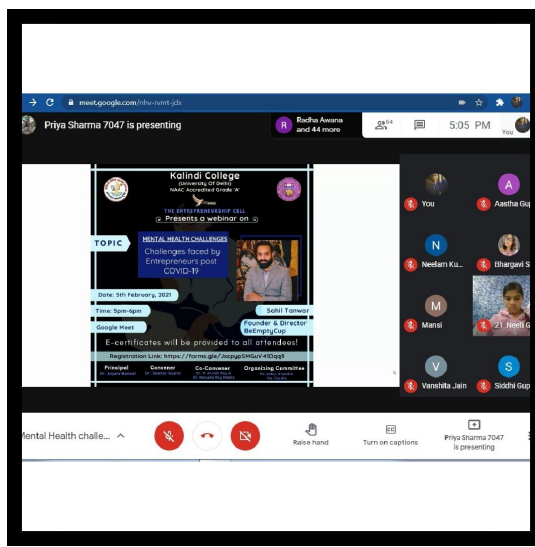 meet.google.com/nhv-rvmt-jdx
Priya Sharma 7047 is presenting
R
Radha Awana
and 44 more
54
5:05 PM
You
Kalindi College
(University Of Delhi)
NAAC Accredited Grade 'A'
THE ENTREPRENEURSHIP CELL
Presents a webinar on
TOPIC
MENTAL HEALTH CHALLENGES
Challenges faced by
Entrepreneurs post
COVID-19
Date: 5th February, 2021
Time: 5pm-6pm
Google Meet
Sahil Tanwar
Founder & Director
BeEmptyCup
E-certificates will be provided to all attendees!
Registration Link: https://forms.gle/JxcpypSMGuV41Dqq9
Principal
Convener
Co-Convener
Organizing Committee
You
A
Aastha Gup
N
Neelam Ku...
Bhargavi S
M
Mansi
21_Neeti G
V
Vanshita Jain
S
Siddhi Gup
Mental Health challe...
Raise hand
CC
Turn on captions
Priya Sharma 7047
is presenting